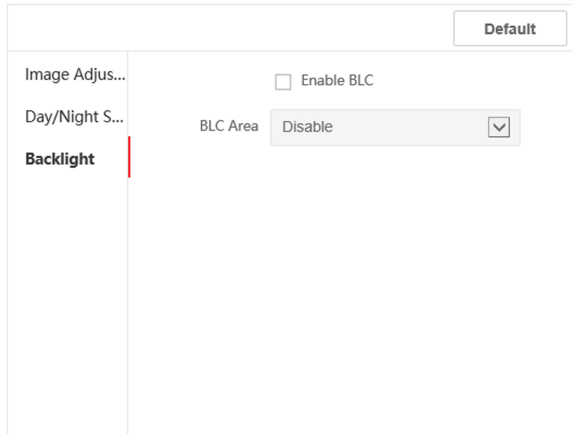 Default
Image Adjus...
Day/Night S...
Backlight
Enable BLC
BLC Area Disable